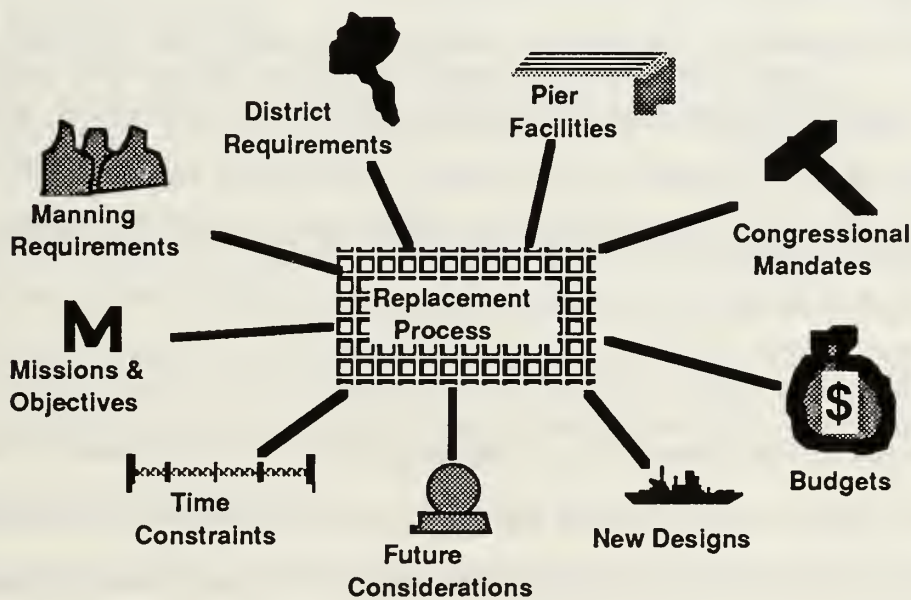 District
Requirements
Pier
Facilities
Manning
Requirements
Congressional
Mandates
Replacement
Process
M
Missions &
Objectives
$
Budgets
Time
Constraints
New Designs
Future
Considerations